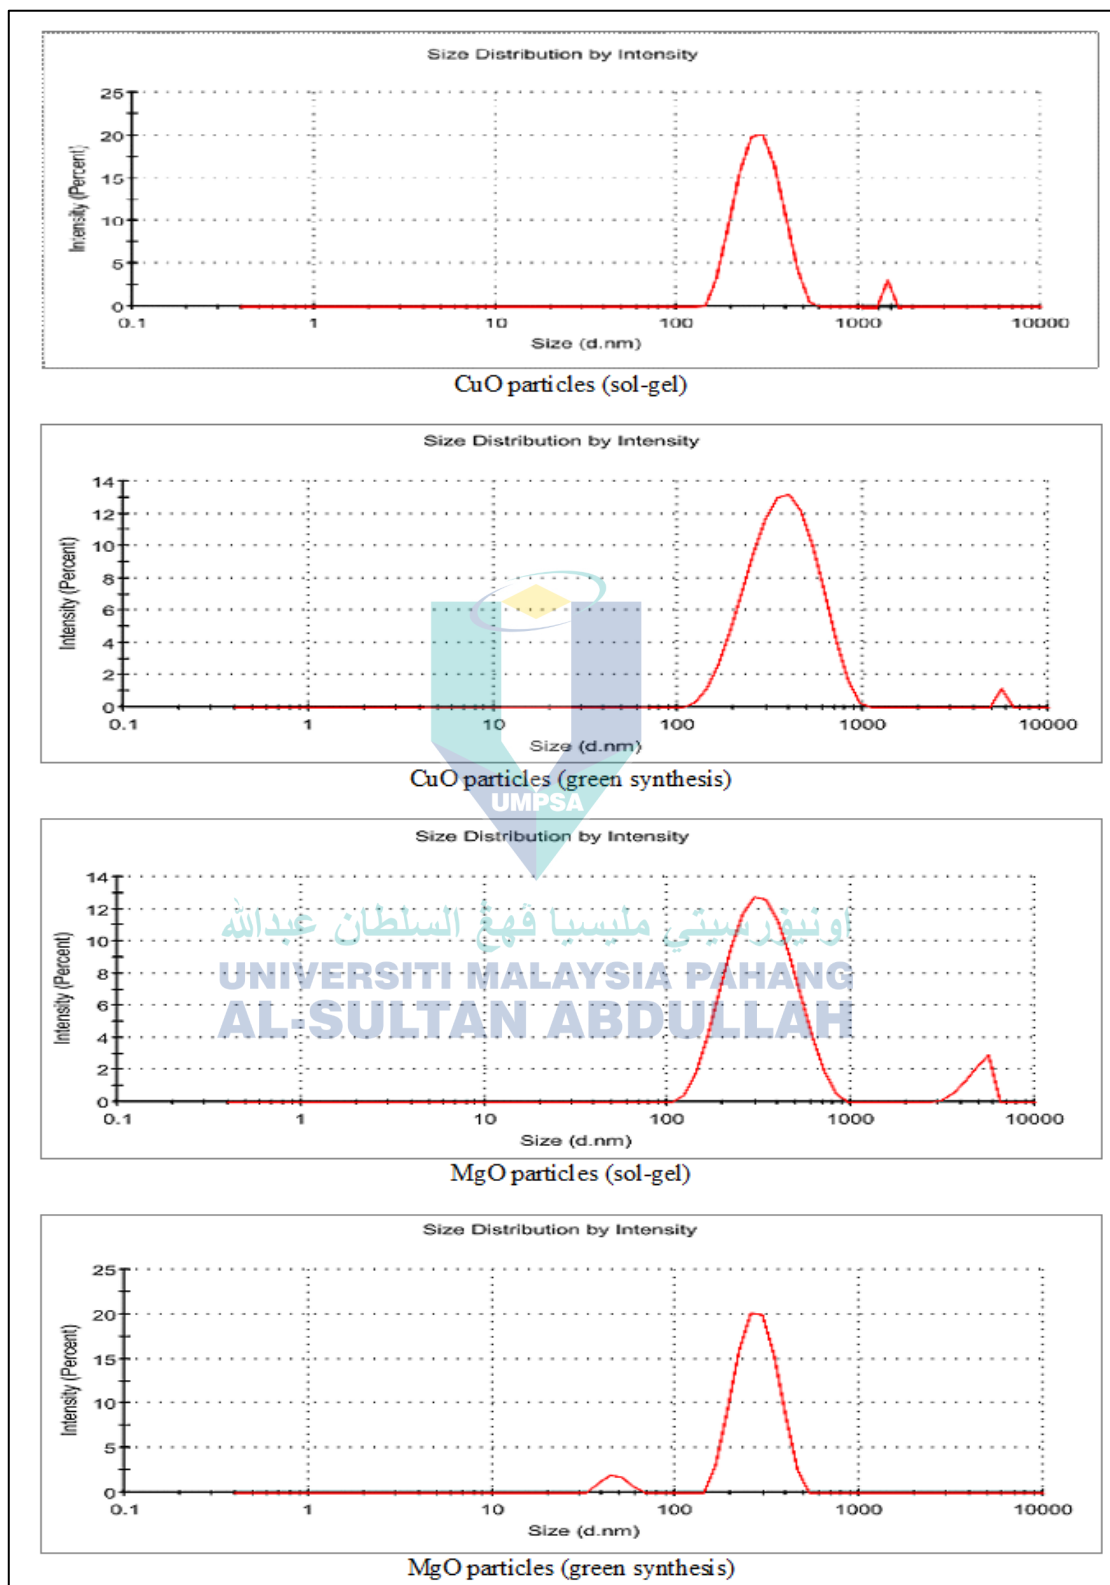 Size Distribution by Intensity
Intensity (Percent)
25
20
15
10
5
0
0.1 1 10 100 1000 10000
Size (d.nm)
CuO particles (sol-gel)
Size Distribution by Intensity
Intensity (Percent)
14
12
10
8
6
4
2
0
0.1 1 10 100 1000 10000
Size (d.nm)
CuO particles (green synthesis)
UMPSA
Size Distribution by Intensity
Intensity (Percent)
14
12
10
8
6
4
2
0
0.1 1 10 100 1000 10000
Size (d.nm)
اونيۏرسيتي مليسيا ڤهڠ السلطان عبدالله
UNIVERSITI MALAYSIA PAHANG
AL-SULTAN ABDULLAH
MgO particles (sol-gel)
Size Distribution by Intensity
Intensity (Percent)
25
20
15
10
5
0
0.1 1 10 100 1000 10000
Size (d.nm)
MgO particles (green synthesis)